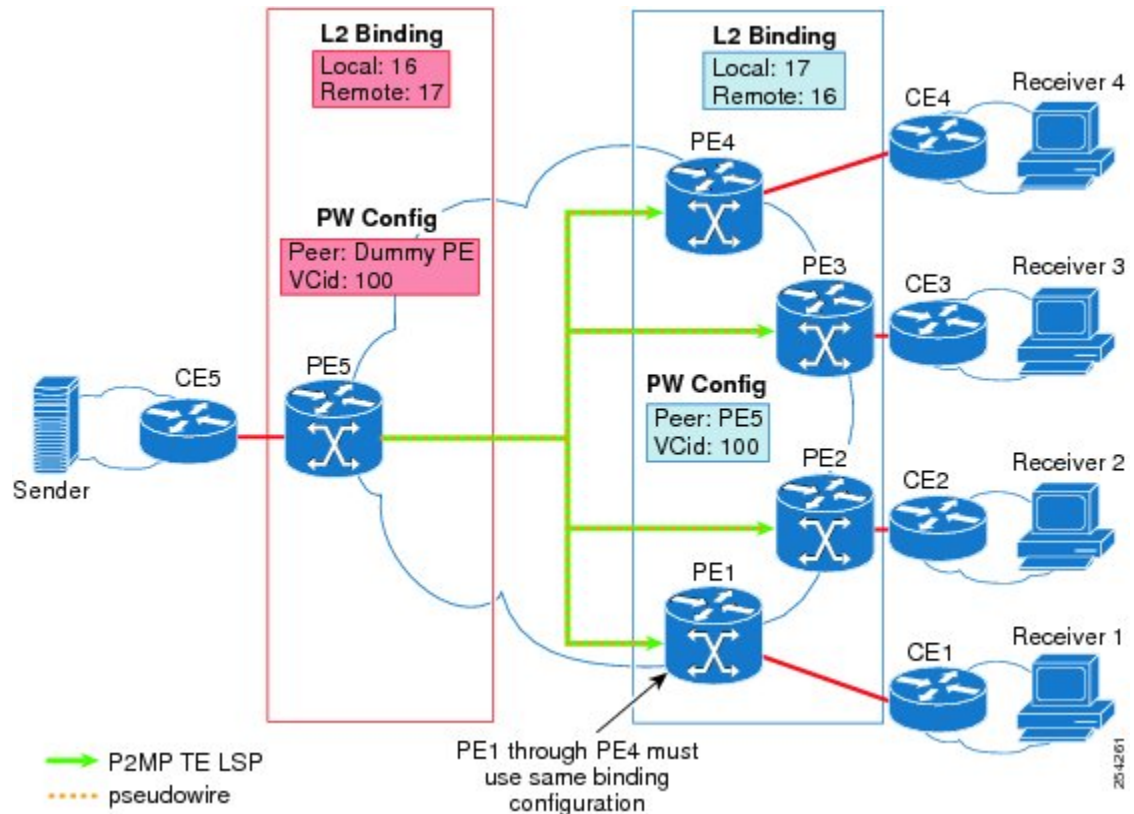 L2 Binding
Local: 16
Remote: 17
L2 Binding
Local: 17
Remote: 16
CE4
Receiver 4
PE4
PW Config
Peer: Dummy PE
VCid: 100
PE3
CE3
Receiver 3
CE5
PE5
PW Config
Peer: PE5
VCid: 100
Sender
PE2
CE2
Receiver 2
PE1
CE1
Receiver 1
P2MP TE LSP
pseudowire
PE1 through PE4 must
use same binding
configuration
254261